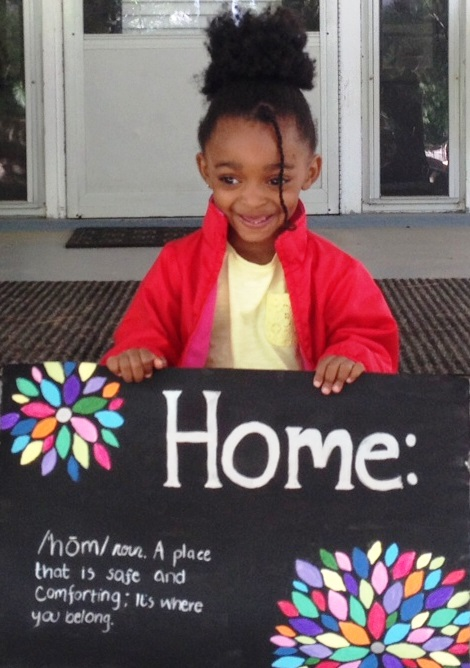 Home:
/hōm/ noun. A place
that is safe and
comforting; It's where
you belong.